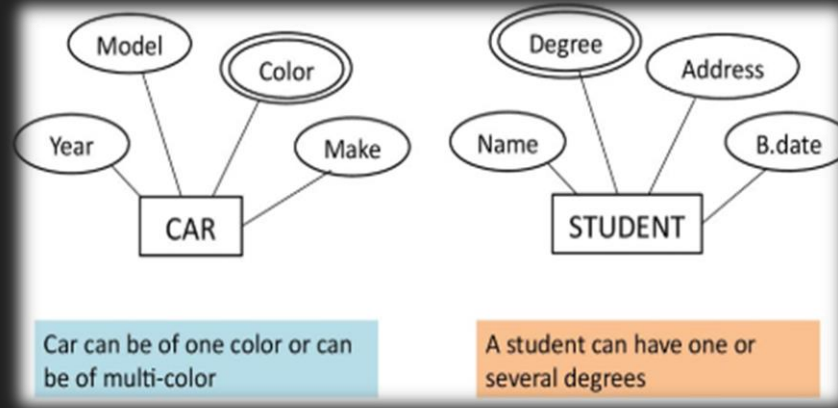 Model
Color
Year
Make
CAR
Degree
Address
Name
B.date
STUDENT
Car can be of one color or can
be of multi-color
A student can have one or
several degrees